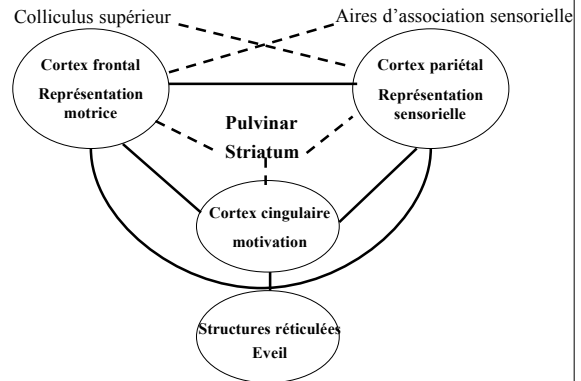 Colliculus supérieur
Aires d'association sensorielle
Cortex frontal
Représentation
motrice
Cortex pariétal
Représentation
sensorielle
Pulvinar
Striatum
Cortex cingulaire
motivation
Structures réticulées
Eveil